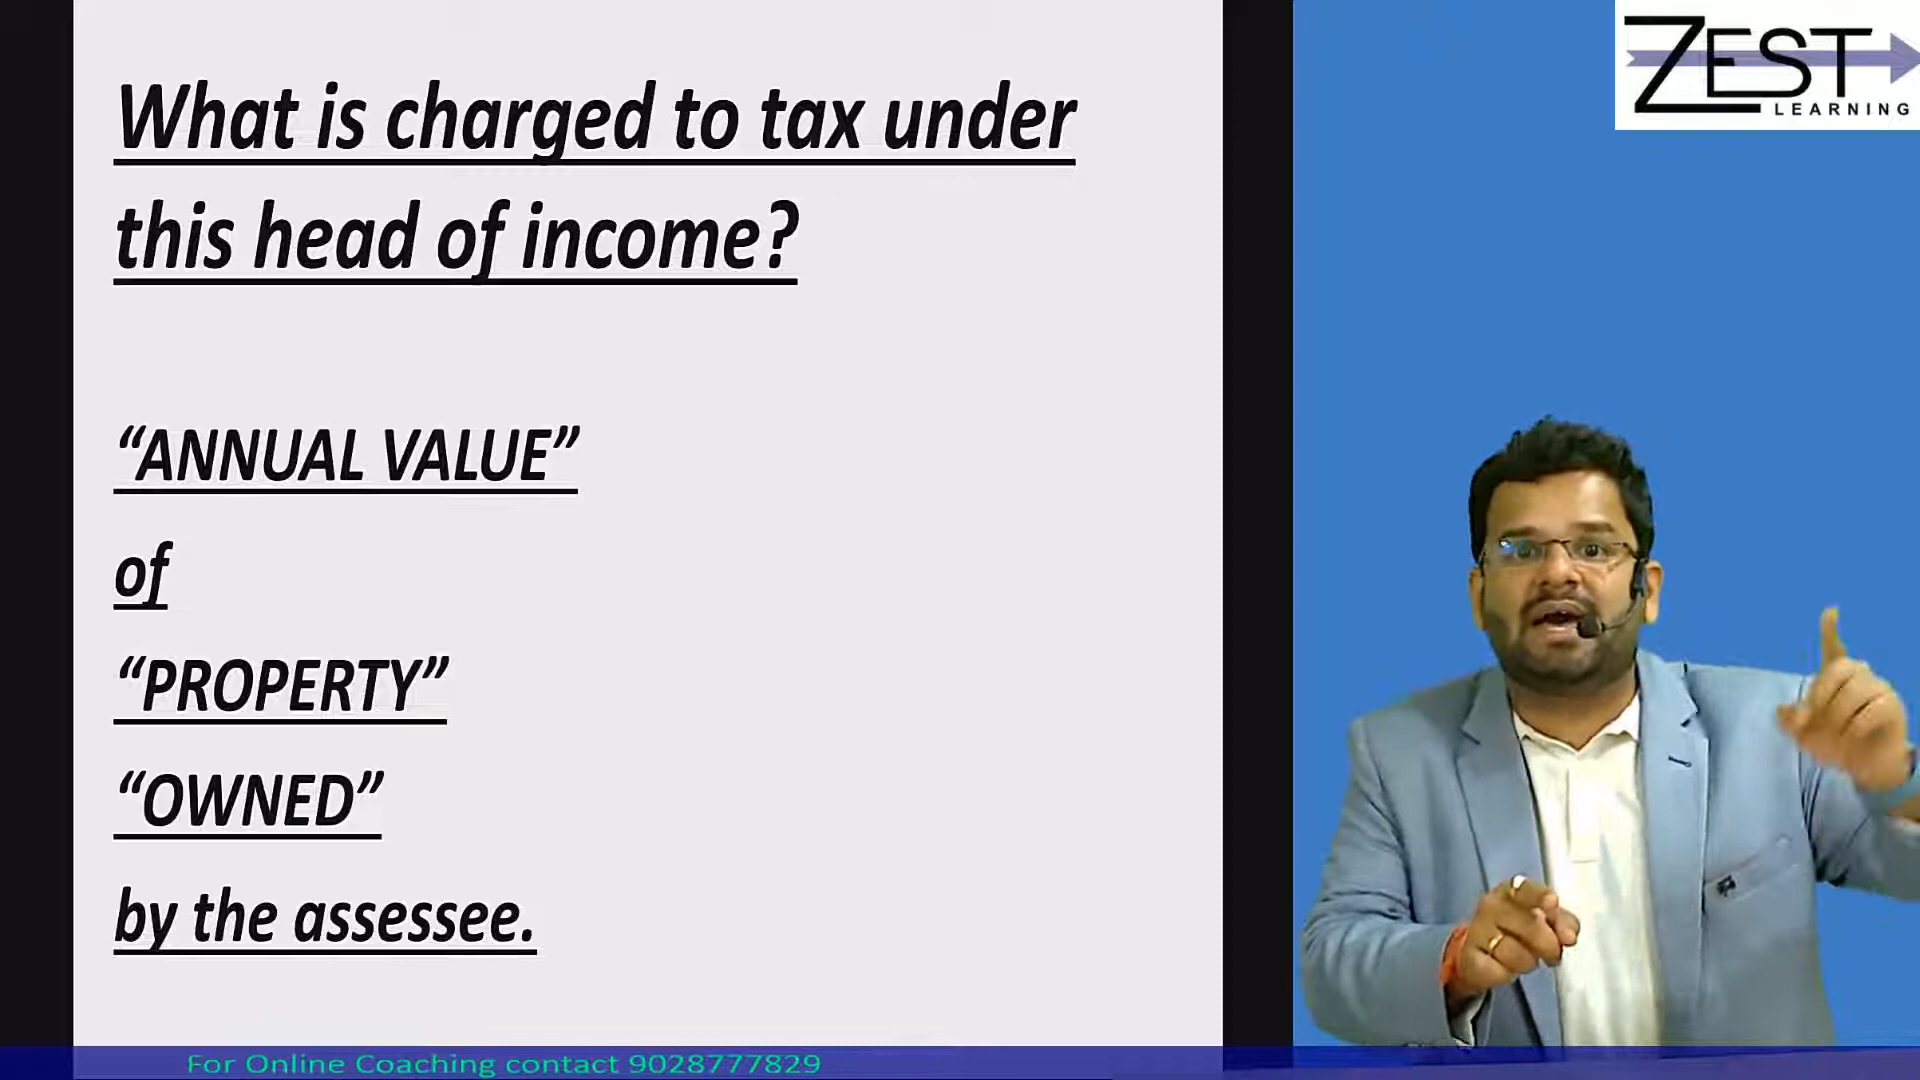 What is charged to tax under
this head of income?
“ANNUAL VALUE”
of
“PROPERTY”
“OWNED”
by the assessee.
ZEST
LEARNING
For Online Coaching contact 9028777829